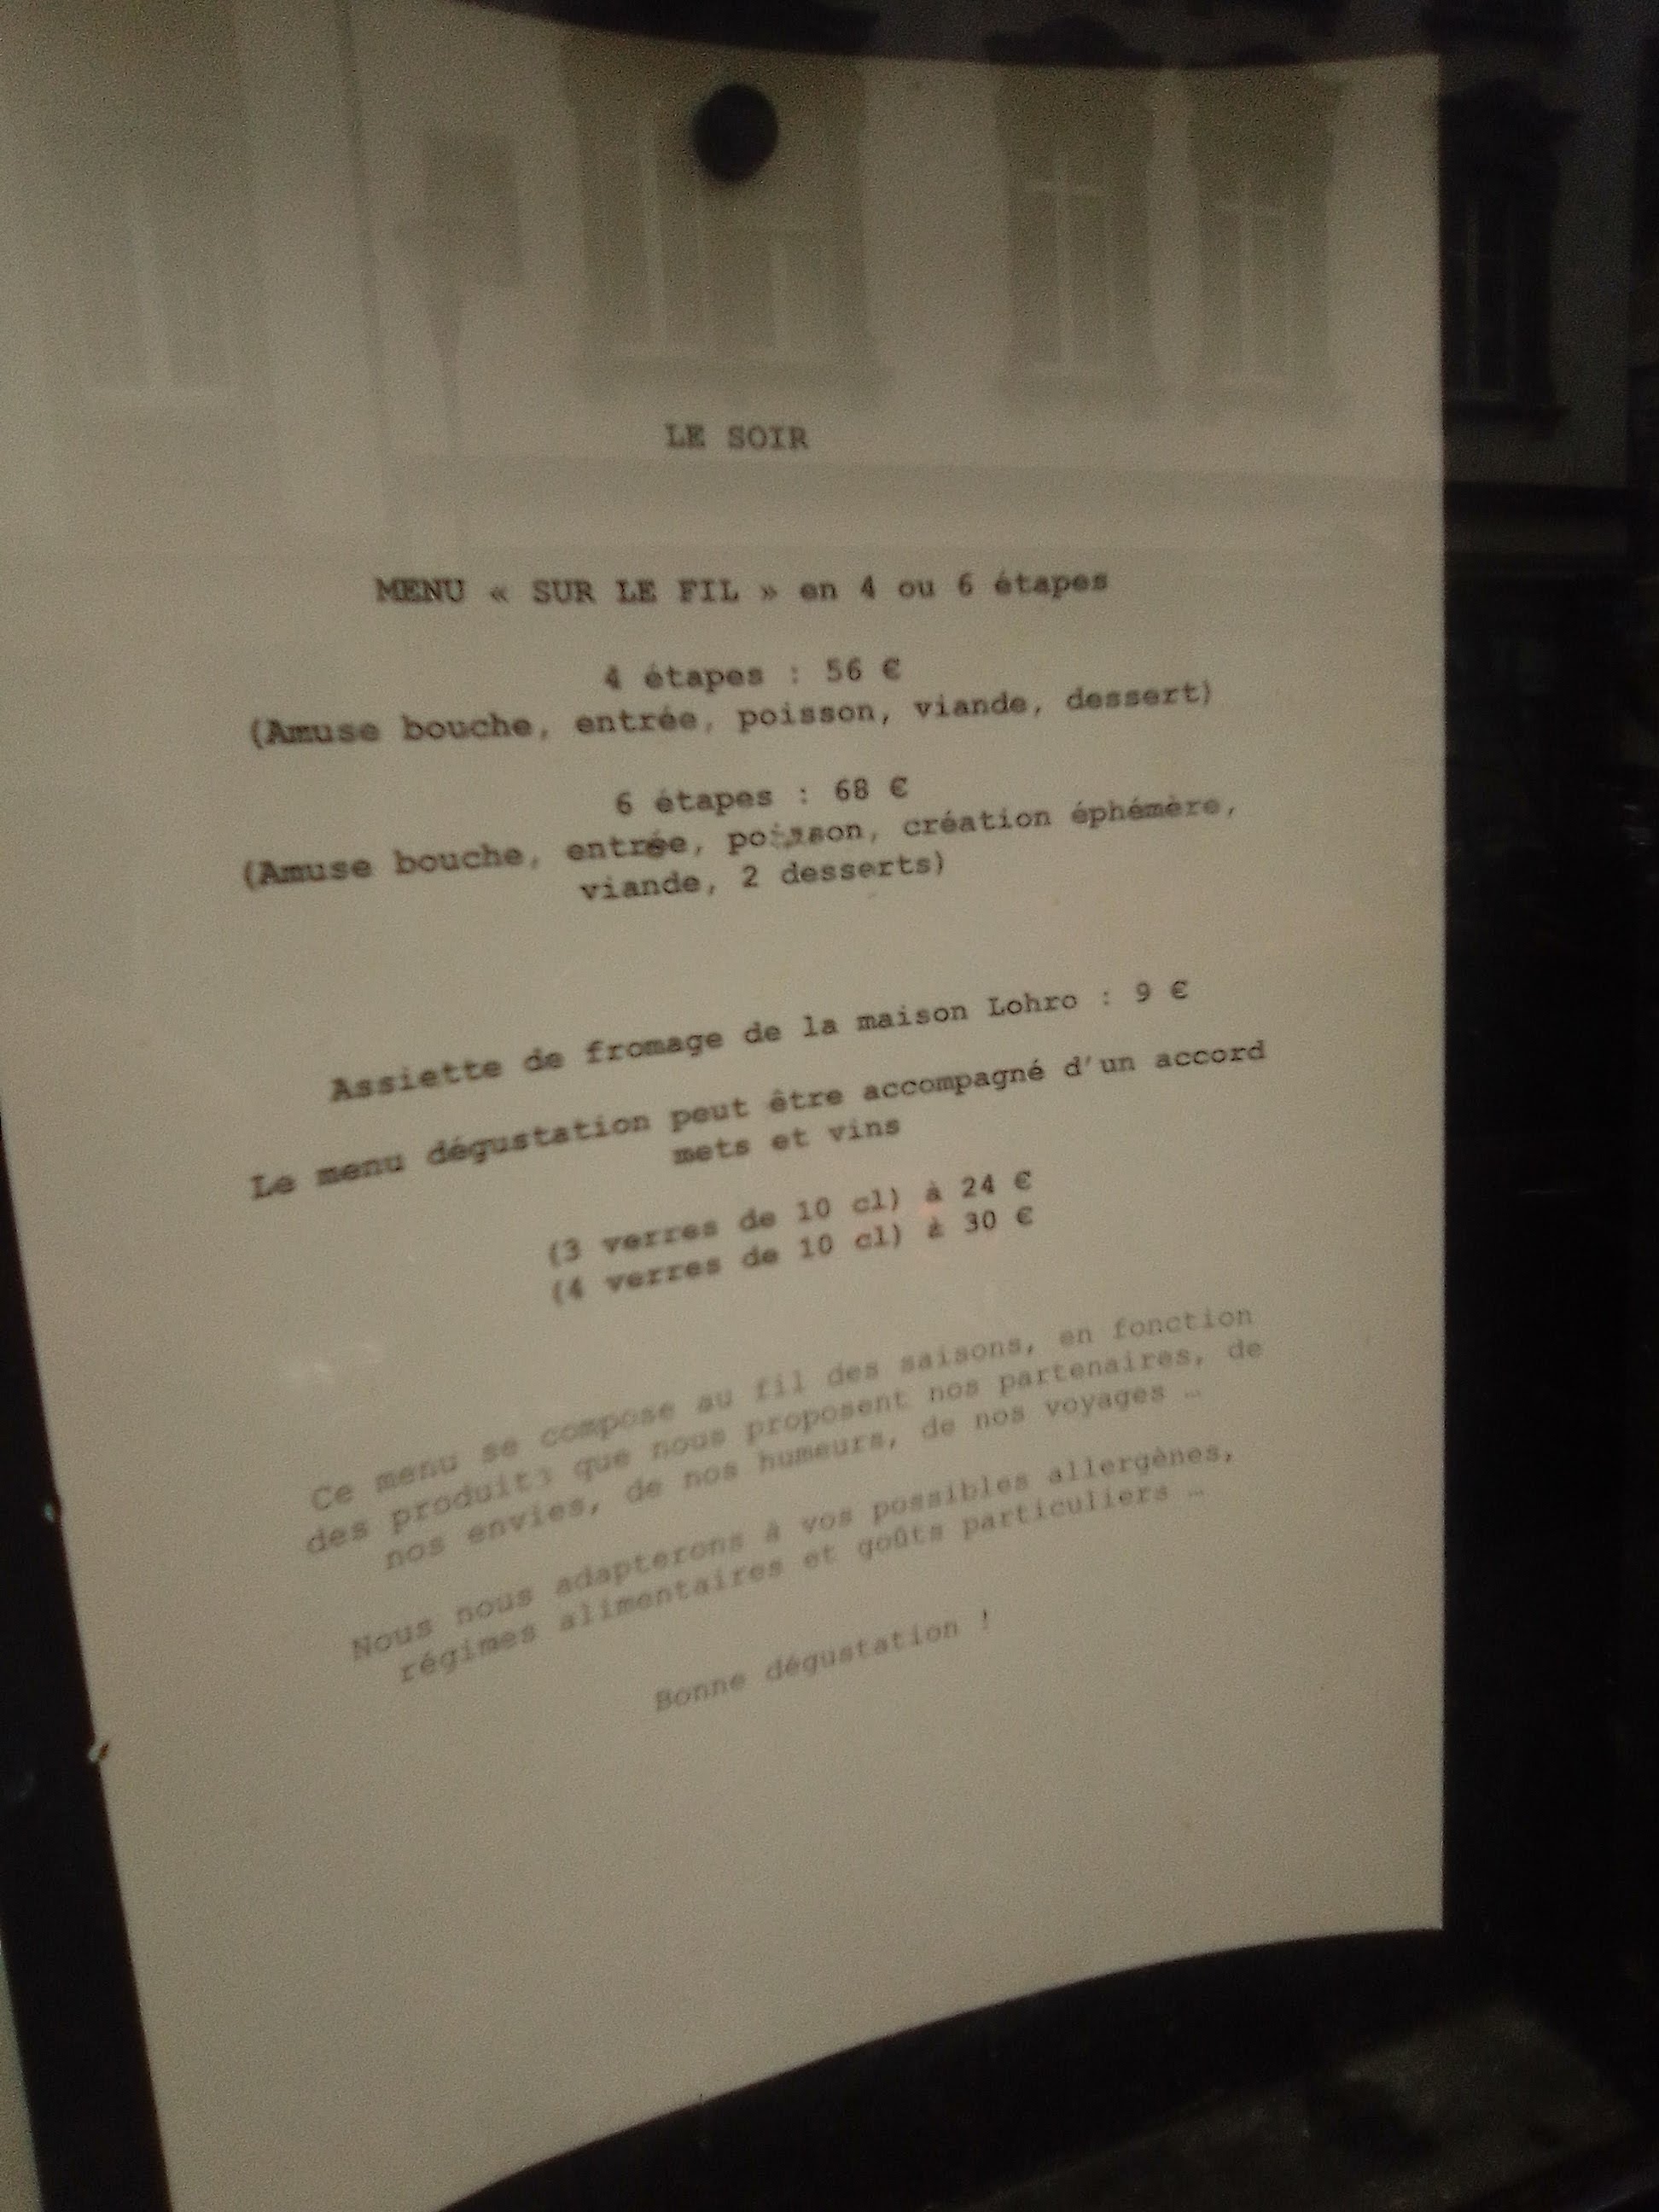 LE SOIR
MENU « SUR LE FIL » en 4 ou 6 étapes
4 étapes : 56 €
(Amuse bouche, entrée, poisson, viande, dessert)
6 étapes : 68 €
(Amuse bouche, entrée, poisson, création éphémère,
viande, 2 desserts)
Assiette de fromage de la maison Lohro : 9 €
Le menu dégustation peut être accompagné d'un accord
mets et vins
(3 verres de 10 cl) à 24 €
(4 verres de 10 cl) à 30 €
Ce menu se compose au fil des saisons, en fonction
des produits que nous proposent nos partenaires, de
nos envies, de nos humeurs, de nos voyages …
Nous nous adapterons à vos possibles allergènes,
régimes alimentaires et goûts particuliers …
Bonne dégustation !